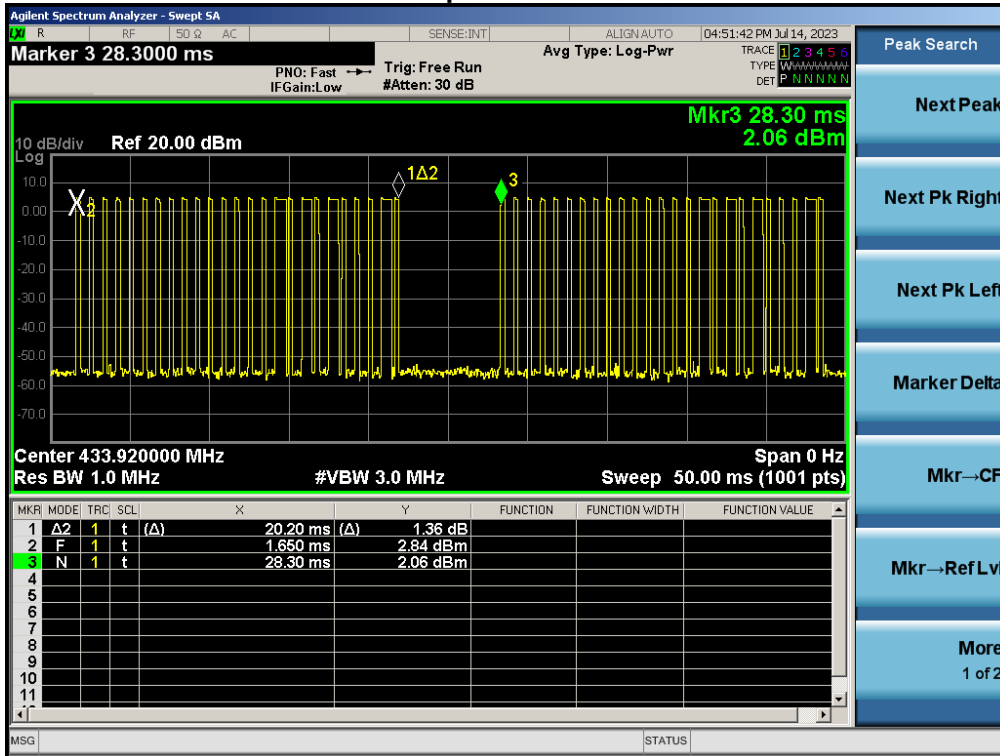 Agilent Spectrum Analyzer - Swept SA
LXI R RF 50 Ω AC SENSE:INT ALIGN AUTO 04:51:42 PM Jul 14, 2023
Marker 3 28.3000 ms
PNO: Fast
IFGain:Low
Trig: Free Run
#Atten: 30 dB
Avg Type: Log-Pwr
TRACE 1 2 3 4 5 6
TYPE WWWWWW
DET P N N N N N
Mkr3 28.30 ms
2.06 dBm
10 dB/div Ref 20.00 dBm
Log
1Δ2
3
X2
10.0
0.00
-10.0
-20.0
-30.0
-40.0
-50.0
-60.0
-70.0
Center 433.920000 MHz Span 0 Hz
Res BW 1.0 MHz #VBW 3.0 MHz Sweep 50.00 ms (1001 pts)
MKR MODE TRC SCL X Y FUNCTION FUNCTION WIDTH FUNCTION VALUE
1 Δ2 1 t (Δ) 20.20 ms (Δ) 1.36 dB
2 F 1 t 1.650 ms 2.84 dBm
3 N 1 t 28.30 ms 2.06 dBm
4
5
6
7
8
9
10
11
MSG STATUS
Peak Search
Next Peak
Next Pk Right
Next Pk Left
Marker Delta
Mkr→CF
Mkr→Ref Lvl
More
1 of 2